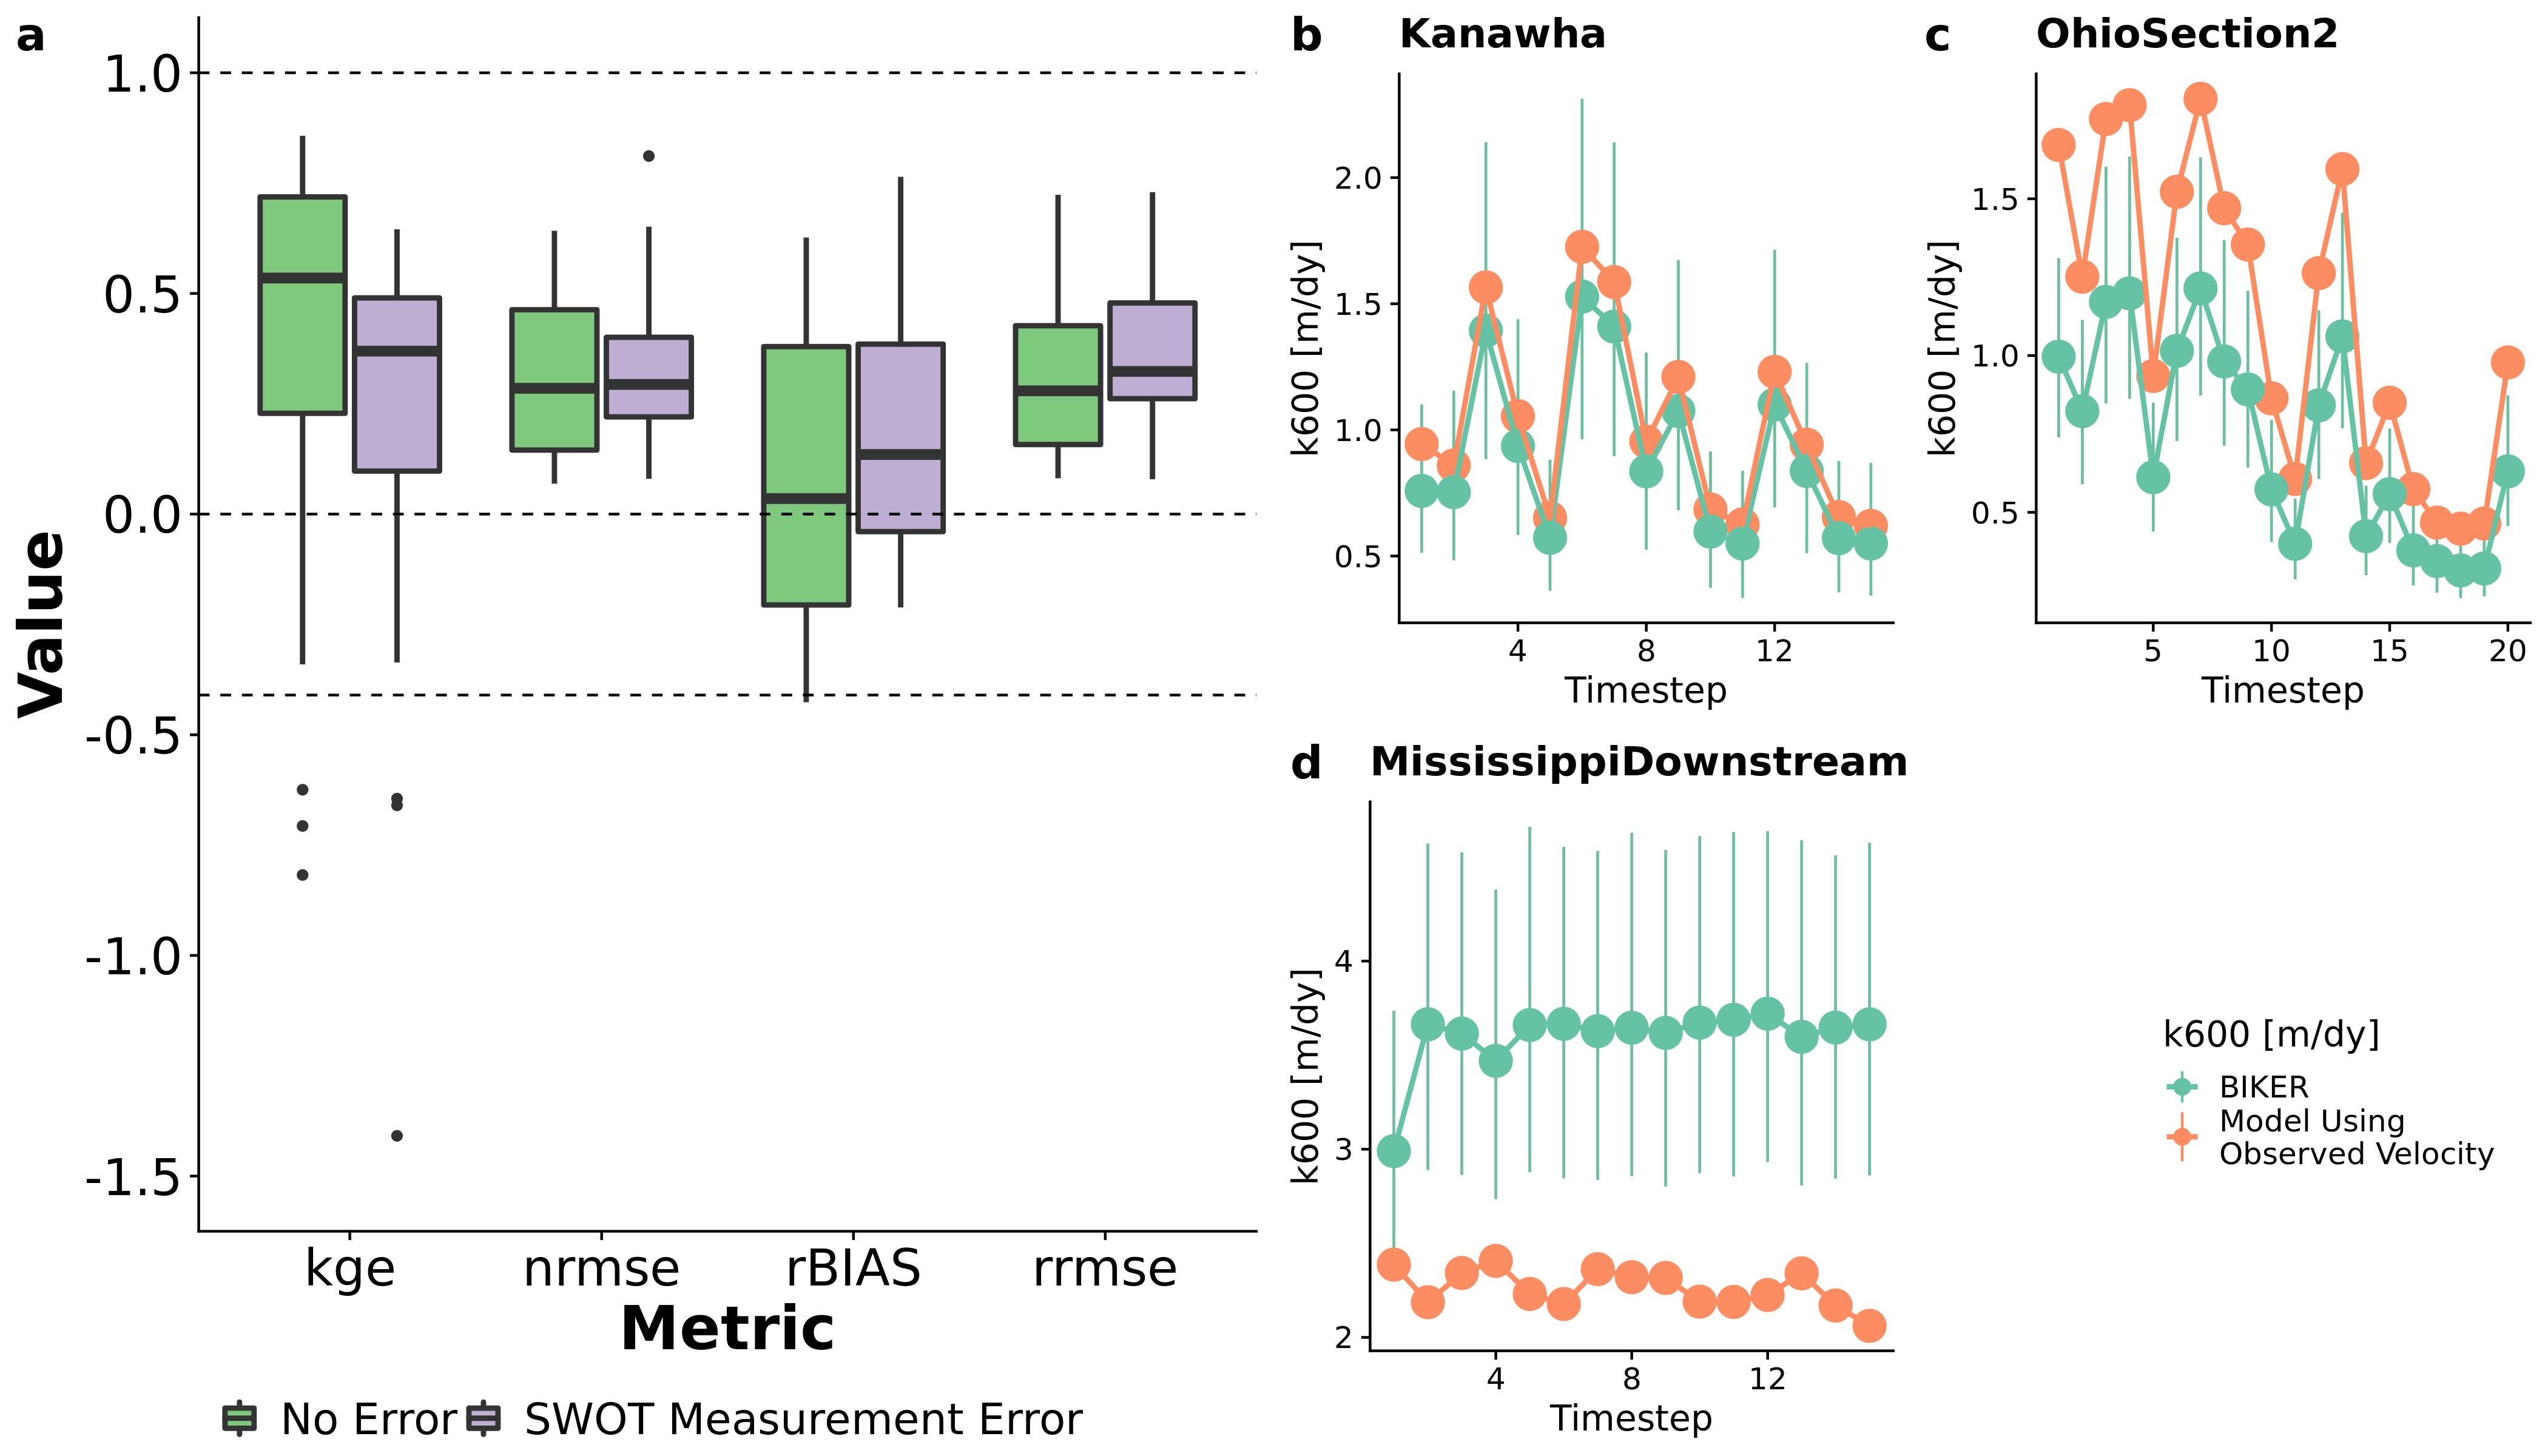 a
1.0
0.5
0.0
-0.5
-1.0
-1.5
Value
kge nrmse rBIAS rrmse
Metric
No Error SWOT Measurement Error
b Kanawha
2.0
1.5
1.0
0.5
k600 [m/dy]
4 8 12
Timestep
c OhioSection2
1.5
1.0
0.5
k600 [m/dy]
5 10 15 20
Timestep
d MississippiDownstream
4
3
2
k600 [m/dy]
4 8 12
Timestep
k600 [m/dy]
BIKER
Model Using
Observed Velocity